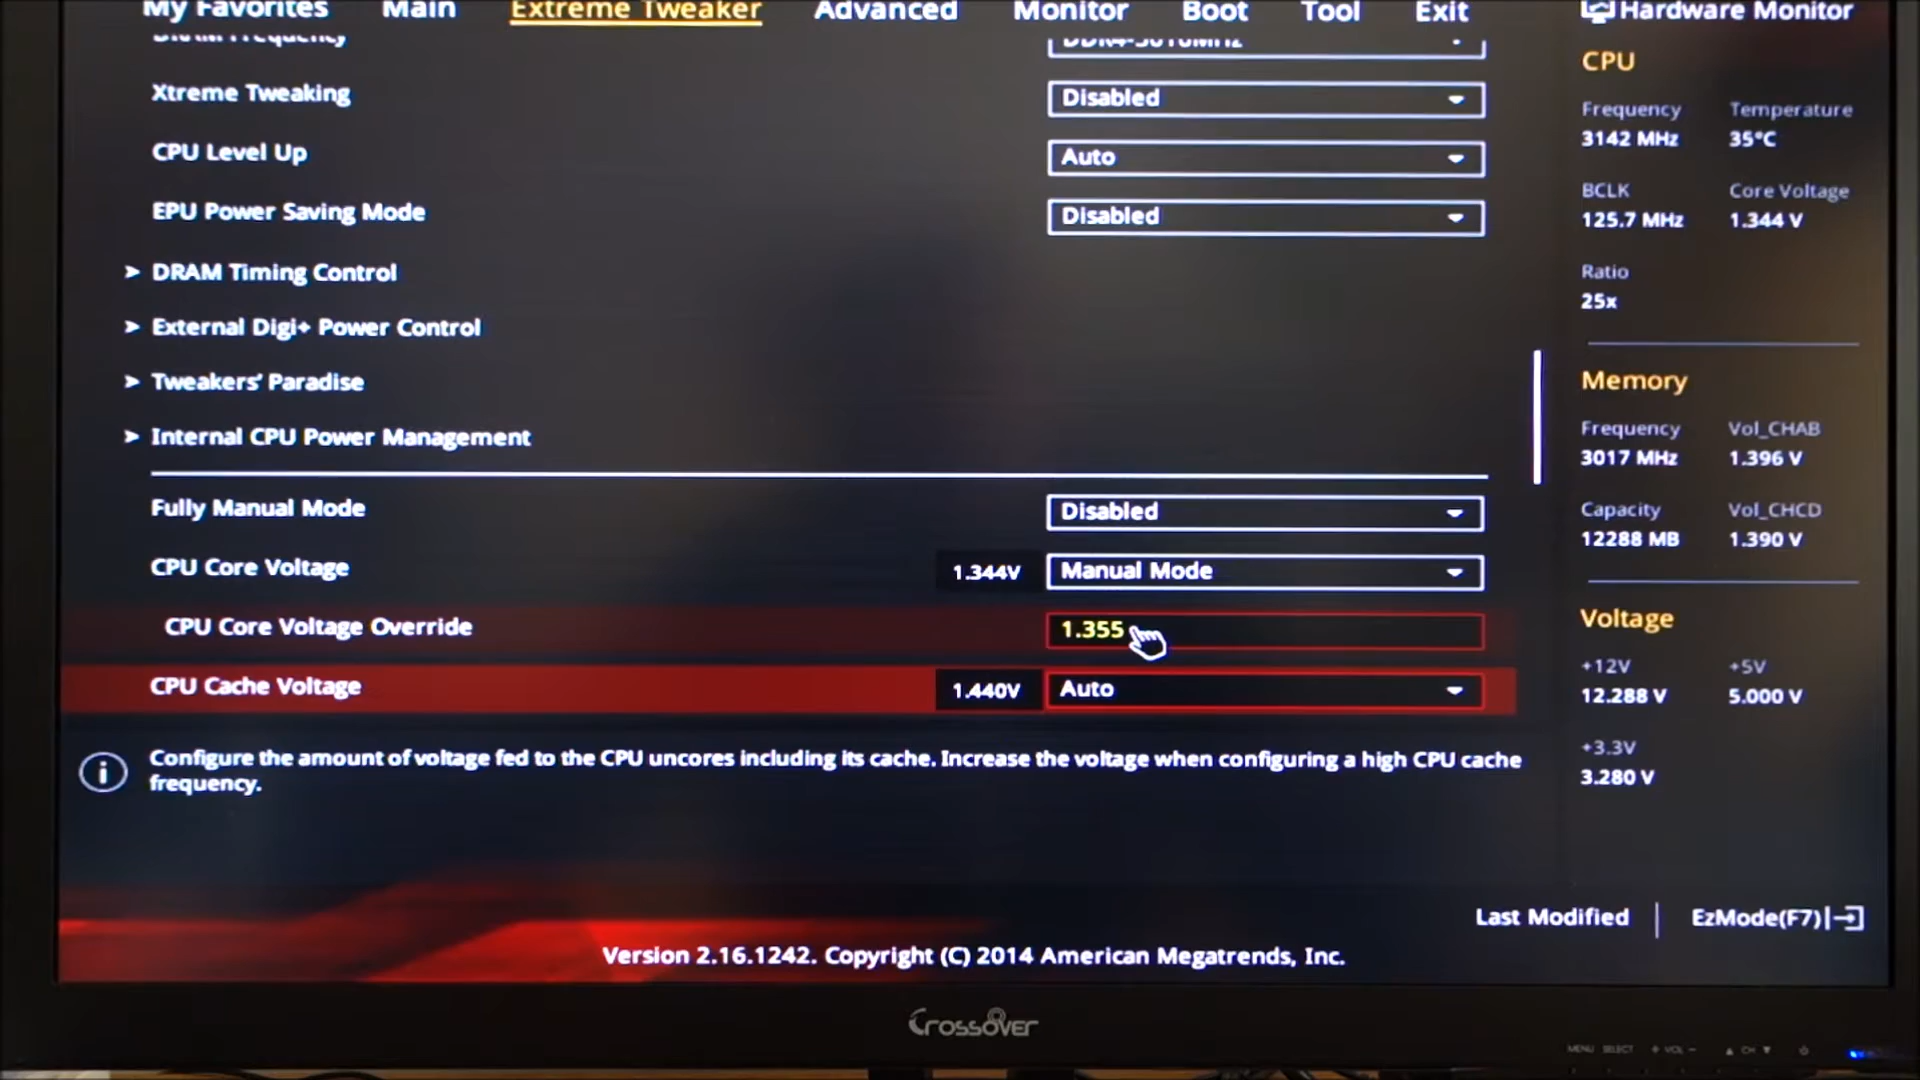 My Favorites Main Extreme Tweaker Advanced Monitor Boot Tool Exit Hardware Monitor
DRAM Frequency
Xtreme Tweaking Disabled
CPU Level Up Auto
EPU Power Saving Mode Disabled
> DRAM Timing Control
> External Digi+ Power Control
> Tweakers' Paradise
> Internal CPU Power Management
Fully Manual Mode Disabled
CPU Core Voltage 1.344V Manual Mode
CPU Core Voltage Override 1.355
CPU Cache Voltage 1.440V Auto
Configure the amount of voltage fed to the CPU uncores including its cache. Increase the voltage when configuring a high CPU cache
frequency.
CPU
Frequency Temperature
3142 MHz 35°C
BCLK Core Voltage
125.7 MHz 1.344 V
Ratio
25x
Memory
Frequency Vol_CHAB
3017 MHz 1.396 V
Capacity Vol_CHCD
12288 MB 1.390 V
Voltage
+12V +5V
12.288 V 5.000 V
+3.3V
3.280 V
Last Modified EzMode(F7)
Version 2.16.1242. Copyright (C) 2014 American Megatrends, Inc.
Crossover
MENU SELECT + VOL − ▲ CH ▼